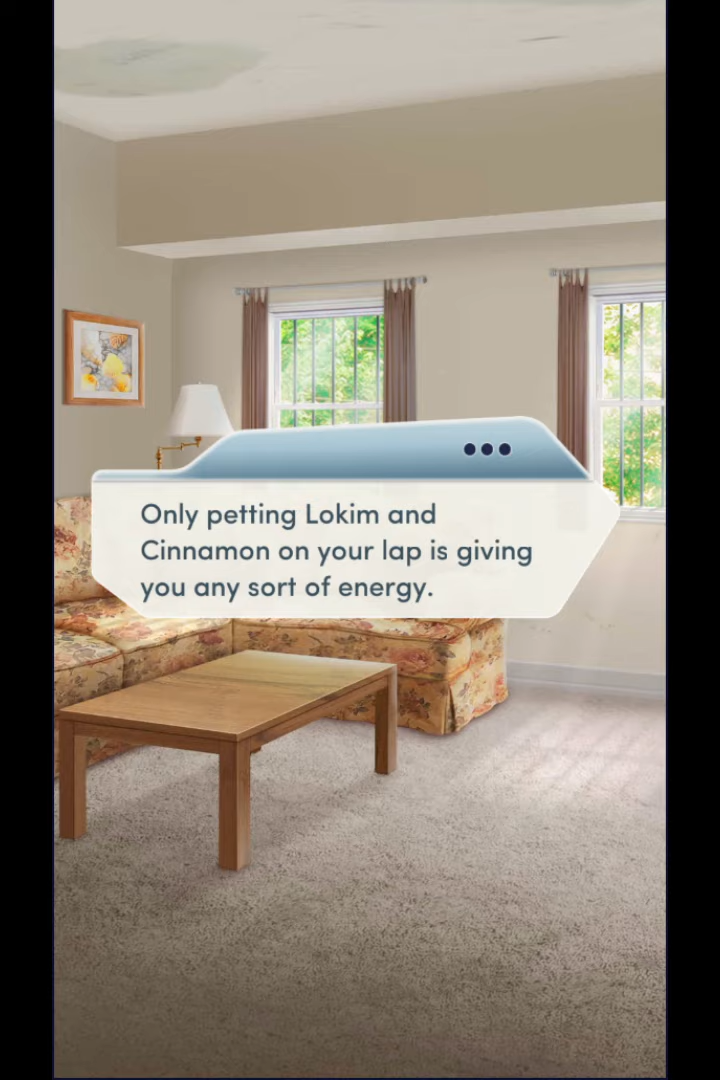 Only petting Lokim and
Cinnamon on your lap is giving
you any sort of energy.